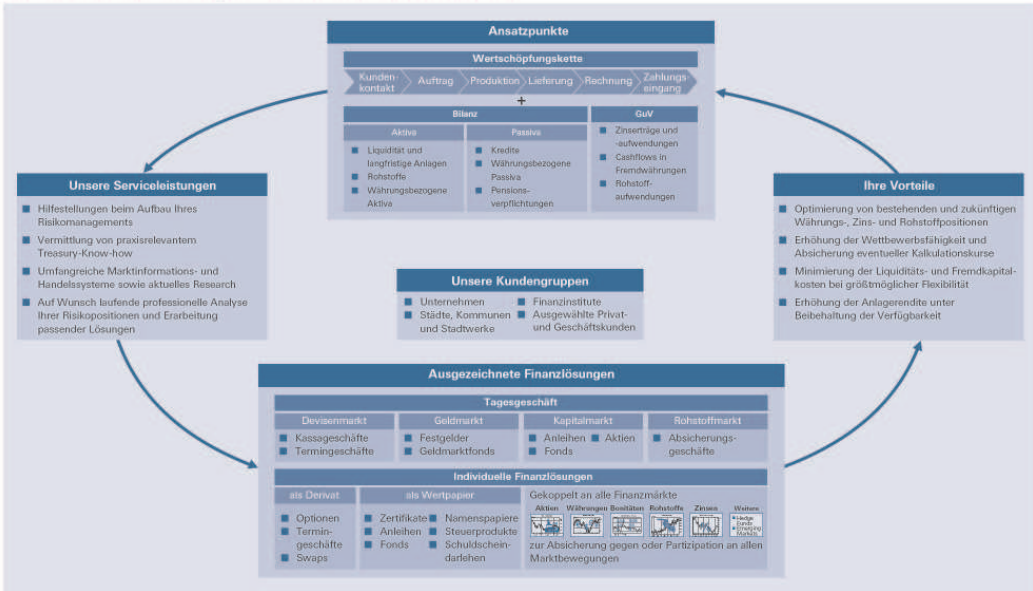 Ansatzpunkte
Wertschöpfungskette
Kunden-
kontakt
Auftrag
Produktion
Lieferung
Rechnung
Zahlungs-
eingang
+
Bilanz
Aktiva
Liquidität und
langfristige Anlagen
Rohstoffe
Währungsbezogene
Aktiva
Passiva
Kredite
Währungsbezogene
Passiva
Pensions-
verpflichtungen
GuV
Zinserträge und
-aufwendungen
Cashflows in
Fremdwährungen
Rohstoff-
aufwendungen
Unsere Serviceleistungen
Hilfestellungen beim Aufbau Ihres
Risikomanagements
Vermittlung von praxisrelevantem
Treasury-Know-how
Umfangreiche Marktinformations- und
Handelssysteme sowie aktuelles Research
Auf Wunsch laufende professionelle Analyse
Ihrer Risikopositionen und Erarbeitung
passender Lösungen
Ihre Vorteile
Optimierung von bestehenden und zukünftigen
Währungs-, Zins- und Rohstoffpositionen
Erhöhung der Wettbewerbsfähigkeit und
Absicherung eventueller Kalkulationskurse
Minimierung der Liquiditäts- und Fremdkapital-
kosten bei größtmöglicher Flexibilität
Erhöhung der Anlagerendite unter
Beibehaltung der Verfügbarkeit
Unsere Kundengruppen
Unternehmen
Städte, Kommunen
und Stadtwerke
Finanzinstitute
Ausgewählte Privat-
und Geschäftskunden
Ausgezeichnete Finanzlösungen
Tagesgeschäft
Devisenmarkt
Kassageschäfte
Termingeschäfte
Geldmarkt
Festgelder
Geldmarktfonds
Kapitalmarkt
Anleihen
Aktien
Fonds
Rohstoffmarkt
Absicherungs-
geschäfte
Individuelle Finanzlösungen
als Derivat
Optionen
Termin-
geschäfte
Swaps
als Wertpapier
Zertifikate
Anleihen
Fonds
Namenspapiere
Steuerprodukte
Schuldschein-
darlehen
Gekoppelt an alle Finanzmärkte
Aktien
Währungen
Bonitäten
Rohstoffe
Zinsen
Weitere
Hedge
Funds
Emerging
Markets
zur Absicherung gegen oder Partizipation an allen
Marktbewegungen